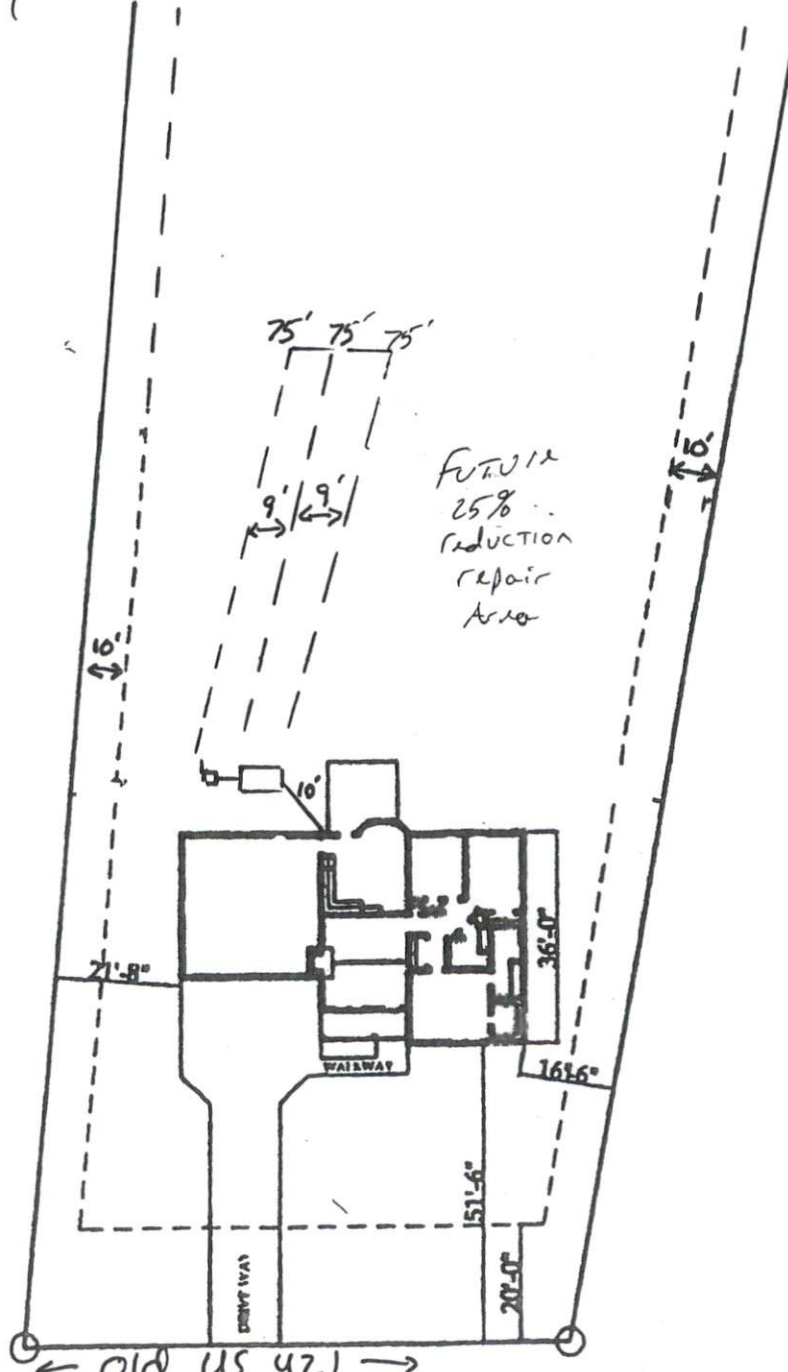 75' 75' 75'
9' 9'
FUTURE
25%
reduction
repair
Area
10'
10'
10'
21'-8"
36'-0"
WALKWAY
16'-6"
51'-6"
DRIVEWAY
20'-0"
← old US 421 →